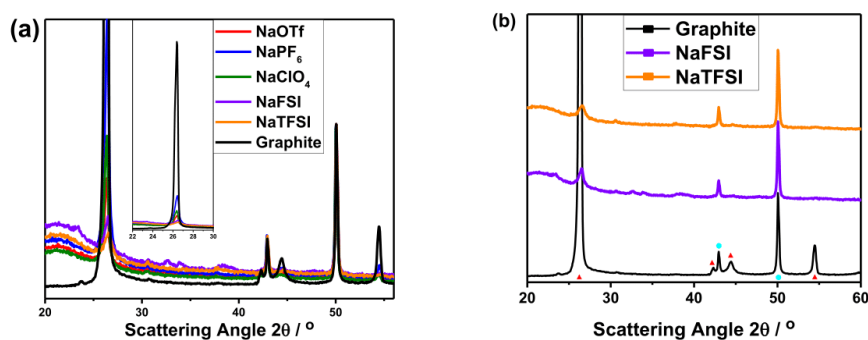 (a)
NaOTf
NaPF6
NaClO4
NaFSI
NaTFSI
Graphite
22 24 26 28 30
20 30 40 50
Scattering Angle 2θ / °
(b)
Graphite
NaFSI
NaTFSI
20 30 40 50 60
Scattering Angle 2θ / °